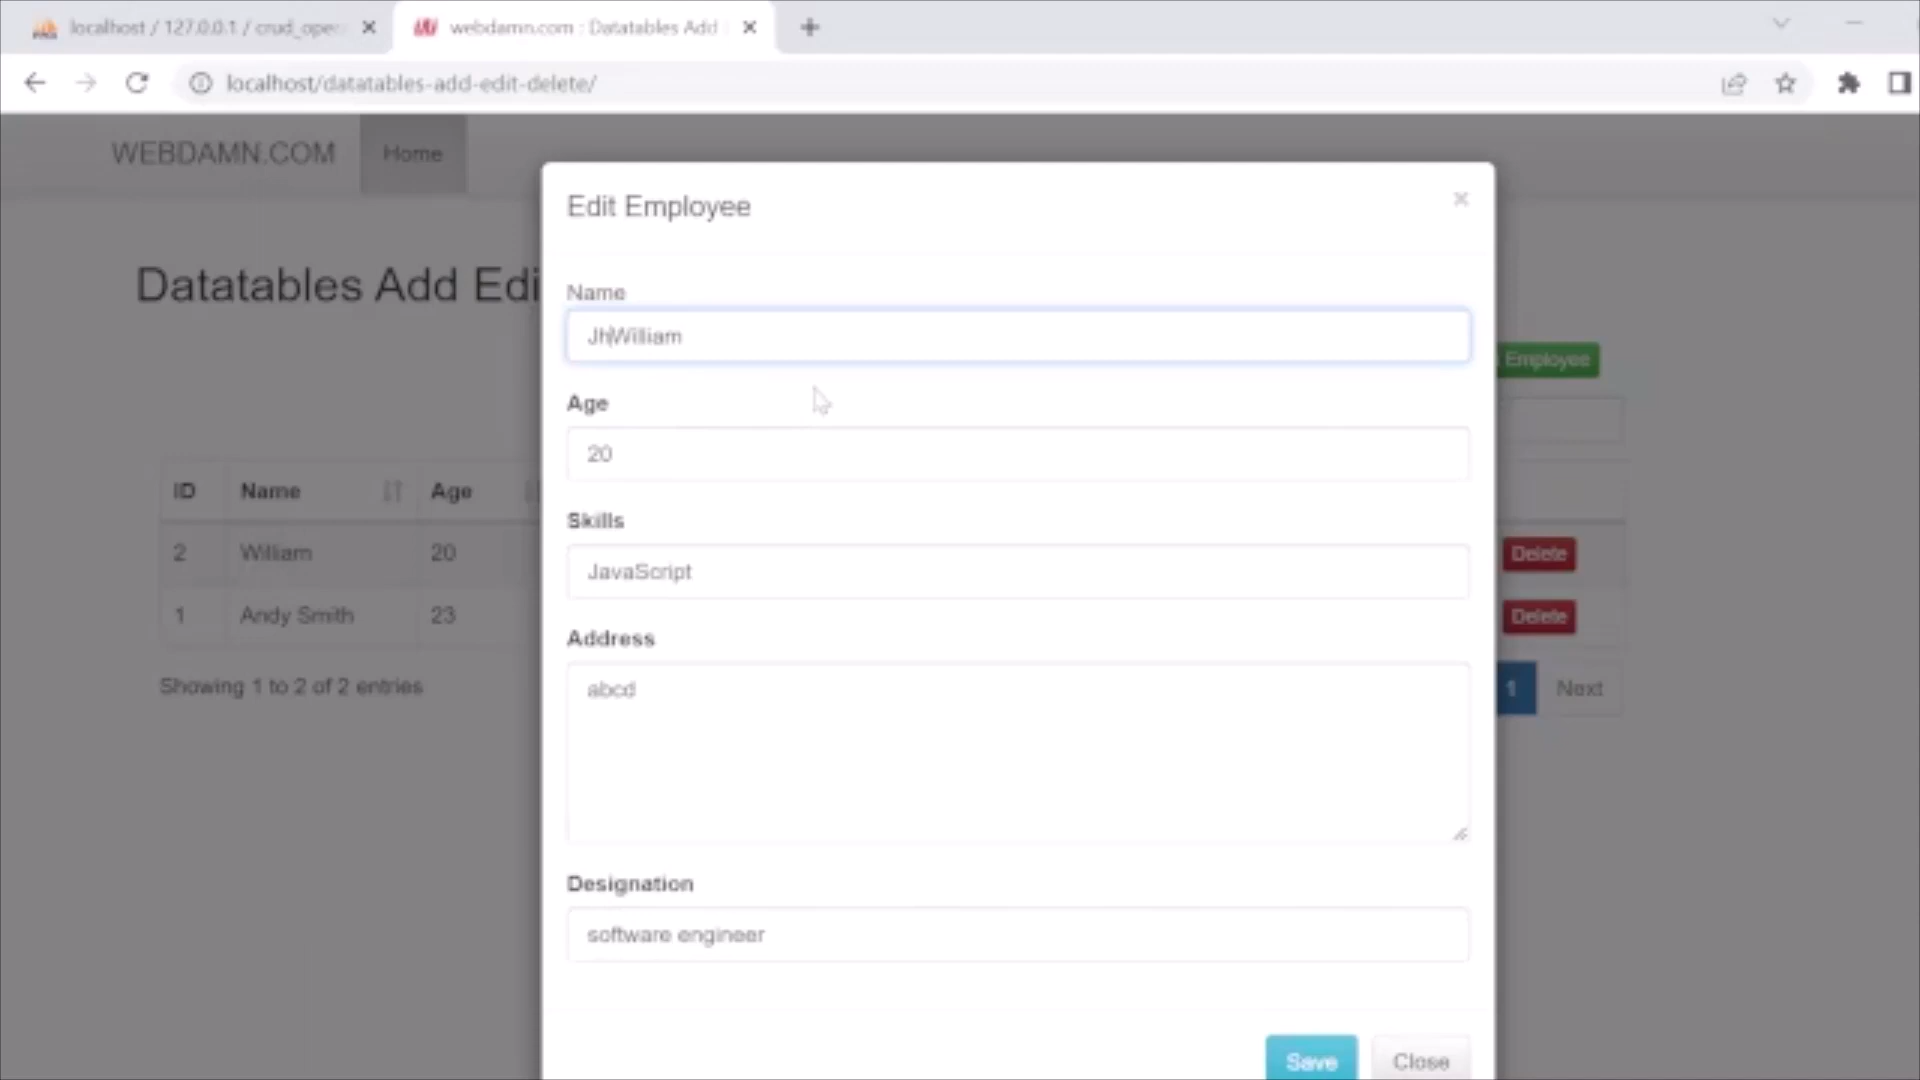 localhost / 127.0.0.1 / crud_oper
webdamn.com : Datatables Add
localhost/datatables-add-edit-delete/
WEBDAMN.COM
Home
Datatables Add Edi
Employee
ID Name Age
2 William 20
1 Andy Smith 23
Showing 1 to 2 of 2 entries
Delete
Delete
1 Next
Edit Employee
×
Name
JhWilliam
Age
20
Skills
JavaScript
Address
abcd
Designation
software engineer
Save Close